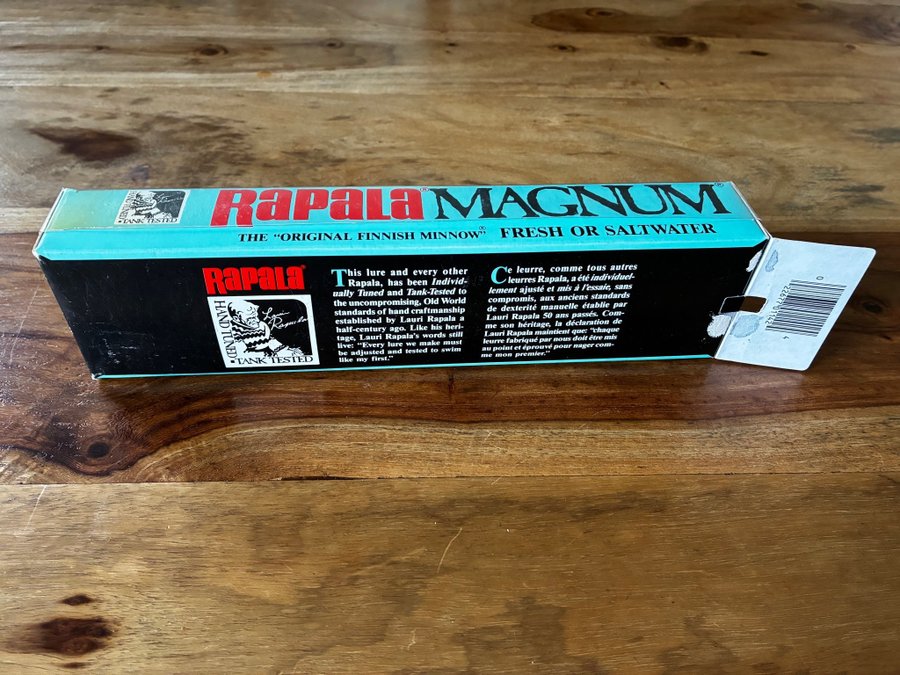 RAPALA® MAGNUM®
THE "ORIGINAL FINNISH MINNOW"® FRESH OR SALTWATER
TANK TESTED
RAPALA®
HAND TUNED
Lauri Rapala
• TANK TESTED
This lure and every other
Rapala, has been Individ-
ually Tuned and Tank-Tested to
the uncompromising, Old World
standards of hand craftmanship
established by Lauri Rapala a
half-century ago. Like his heri-
tage, Lauri Rapala's words still
live: "Every lure we make must
be adjusted and tested to swim
like my first."
Ce leurre, comme tous autres
leurres Rapala, a été individuel-
lement ajusté et mis à l'essaie, sans
compromis, aux anciens standards
de dexterité manuelle établie par
Lauri Rapala 50 ans passés. Com-
me son héritage, la déclaration de
Lauri Rapala maintient que: "chaque
leurre fabriqué par nous doit être mis
au point et éprouvé pour nager com-
me mon premier."